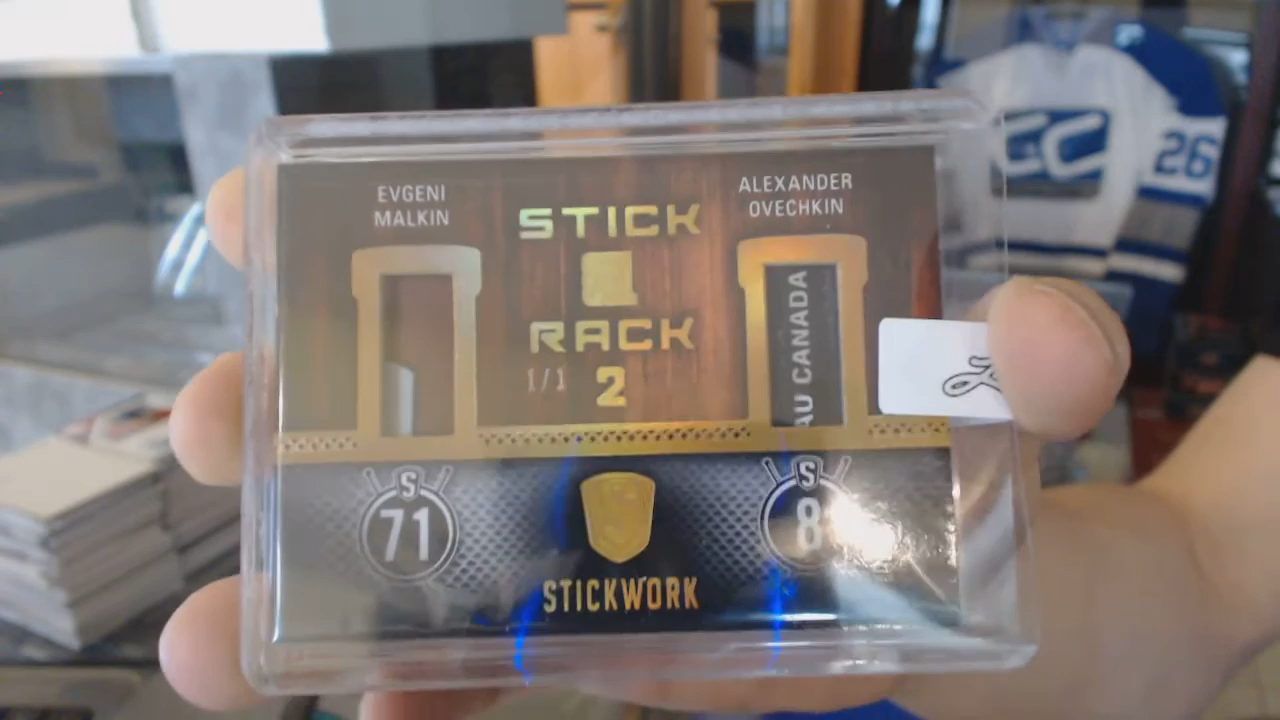 EVGENI
MALKIN
STICK
RACK
1/1 2
ALEXANDER
OVECHKIN
AU CANADA
S
71
S
8
S
STICKWORK
26